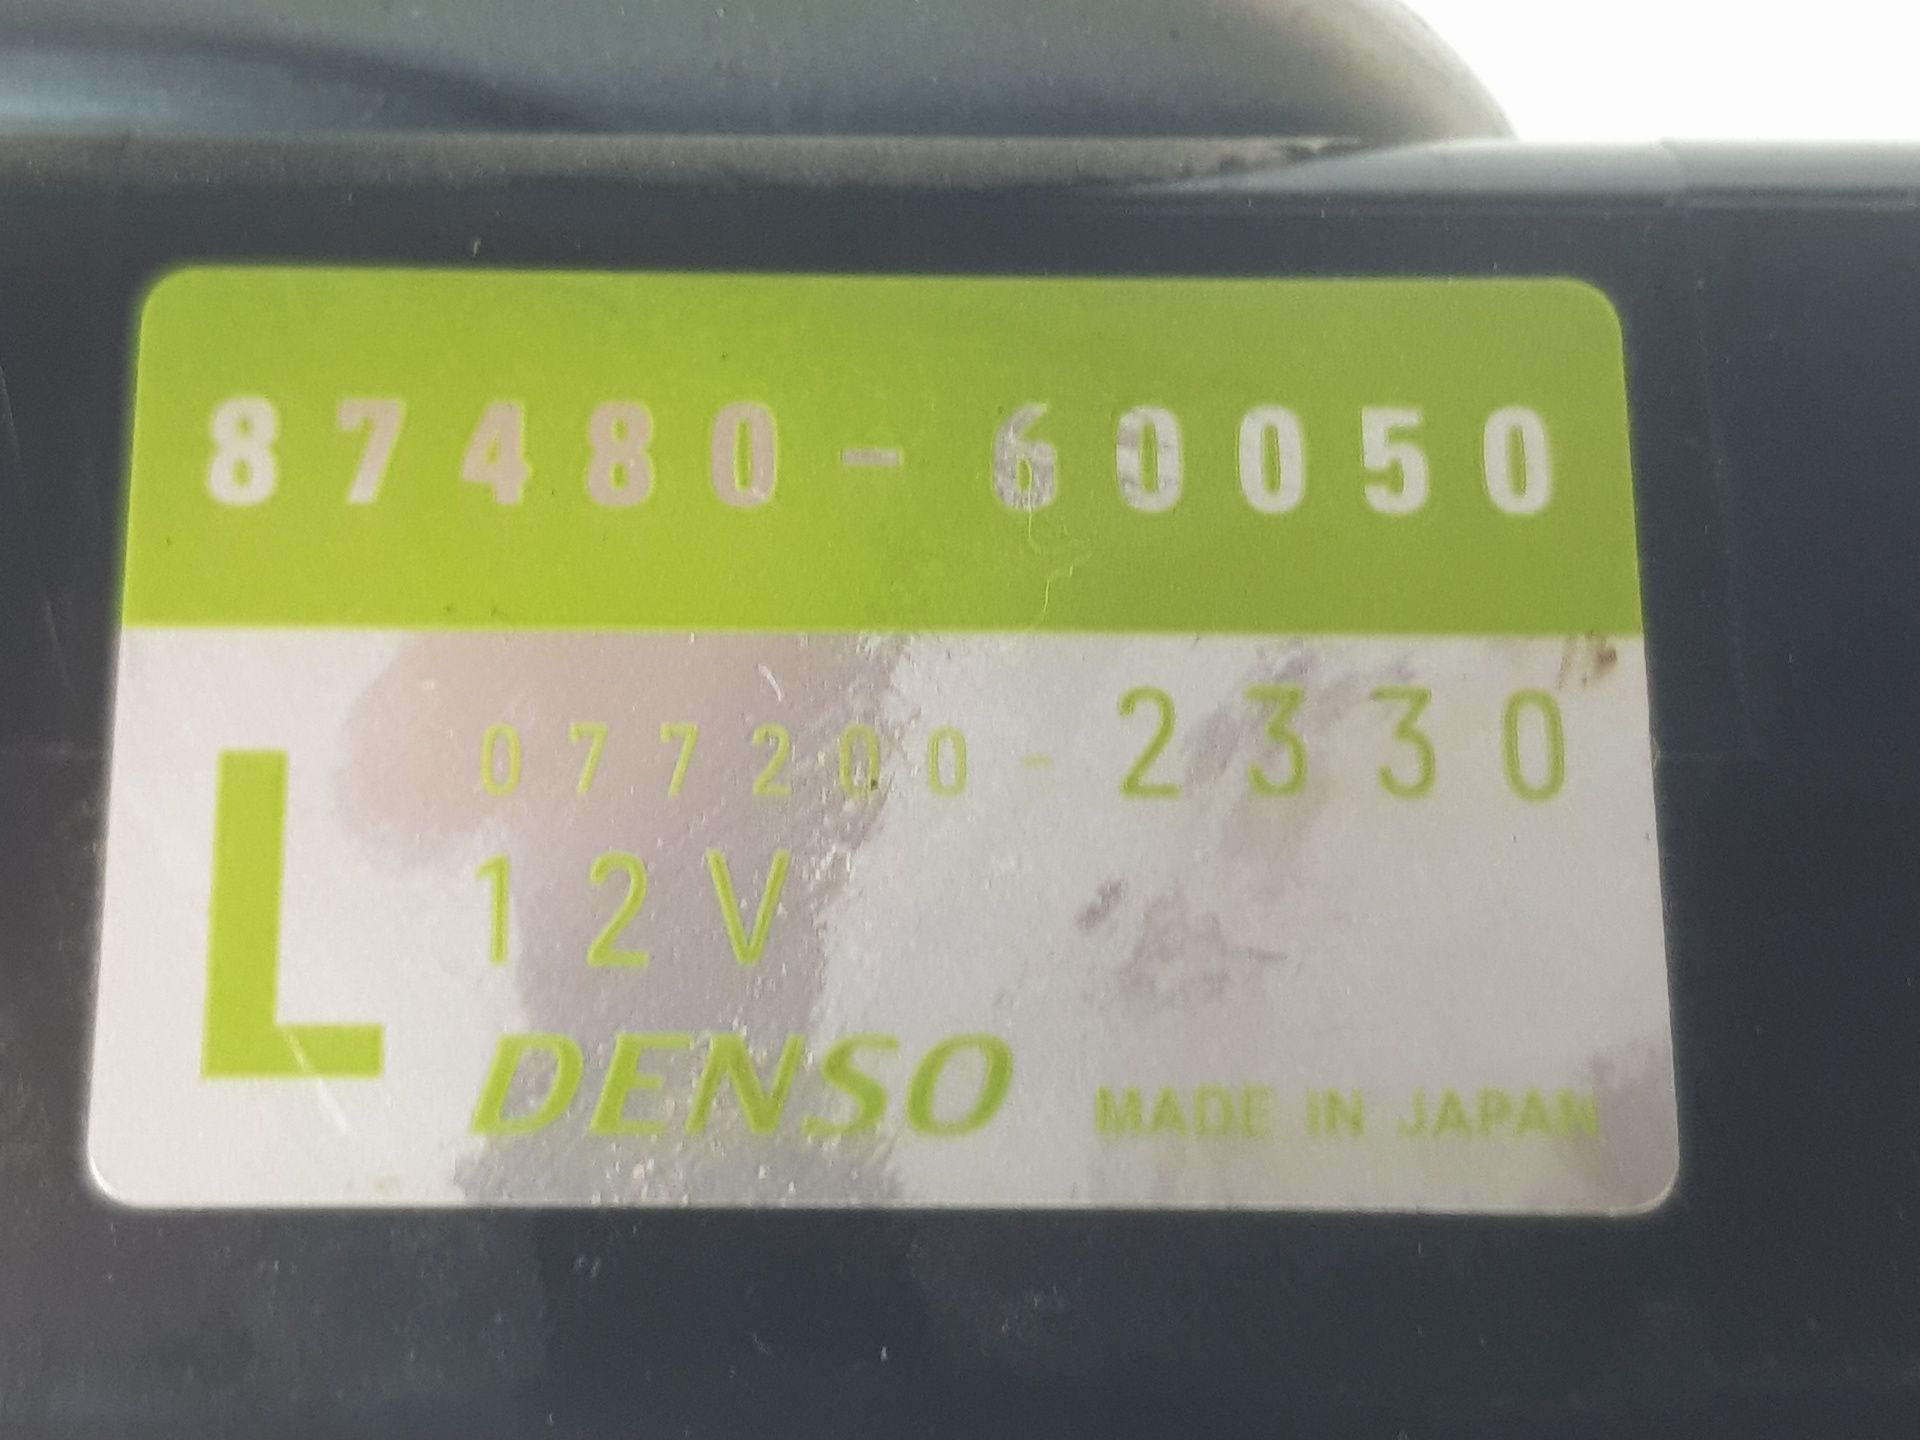 87480-60050
L
077200-2330
12V
DENSO MADE IN JAPAN